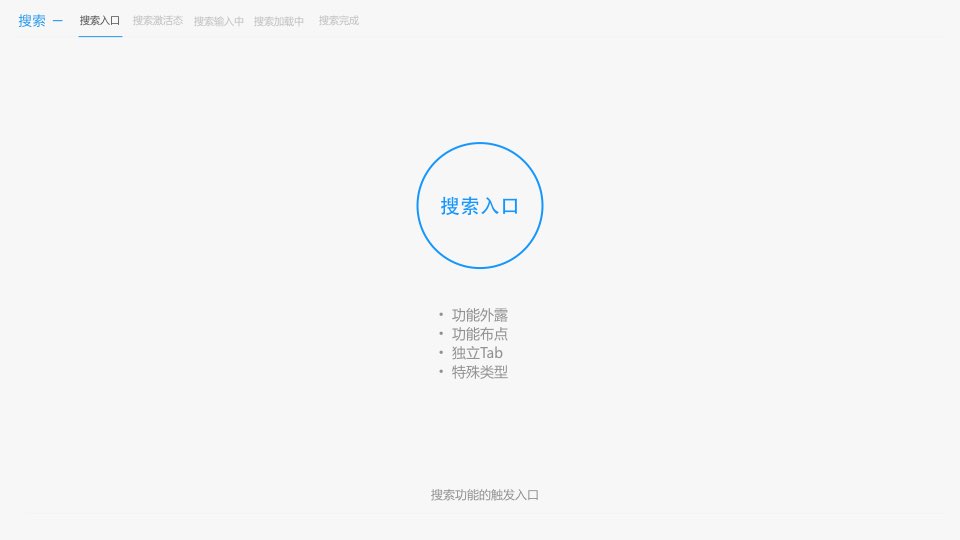 搜索 — 搜索入口 搜索激活态 搜索输入中 搜索加载中 搜索完成
搜索入口
• 功能外露
• 功能布点
• 独立Tab
• 特殊类型
搜索功能的触发入口